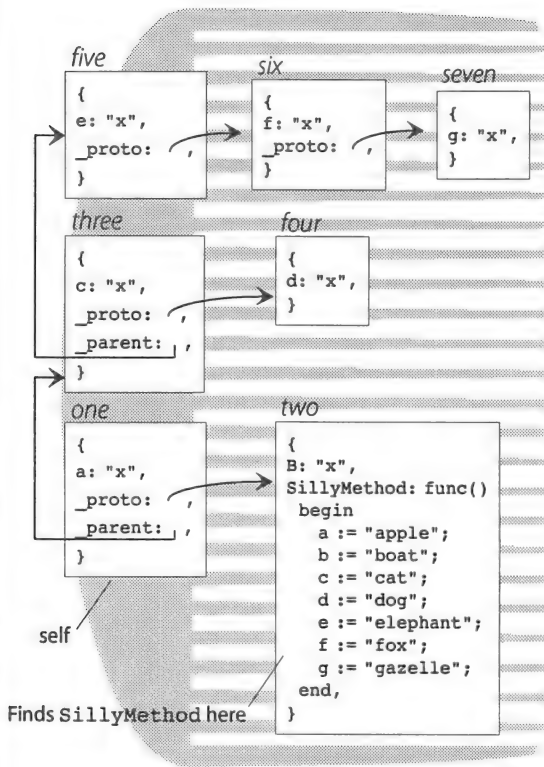 five
{
e: "x",
_proto: ,
}
six
{
f: "x",
_proto: ,
}
seven
{
g: "x",
}
three
{
c: "x",
_proto: ,
_parent: ,
}
four
{
d: "x",
}
one
{
a: "x",
_proto: ,
_parent: ,
}
two
{
B: "x",
SillyMethod: func()
begin
a := "apple";
b := "boat";
c := "cat";
d := "dog";
e := "elephant";
f := "fox";
g := "gazelle";
end,
}
self
Finds SillyMethod here